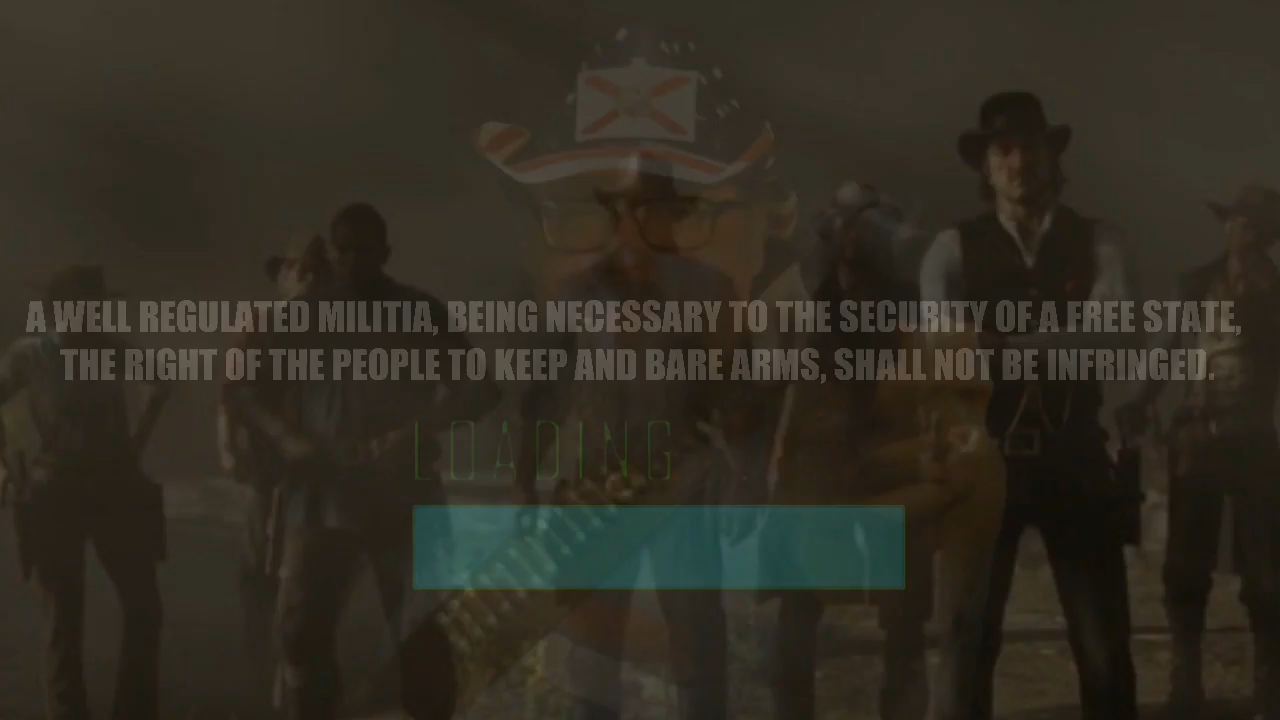 A WELL REGULATED MILITIA, BEING NECESSARY TO THE SECURITY OF A FREE STATE,
THE RIGHT OF THE PEOPLE TO KEEP AND BARE ARMS, SHALL NOT BE INFRINGED.
LOADING